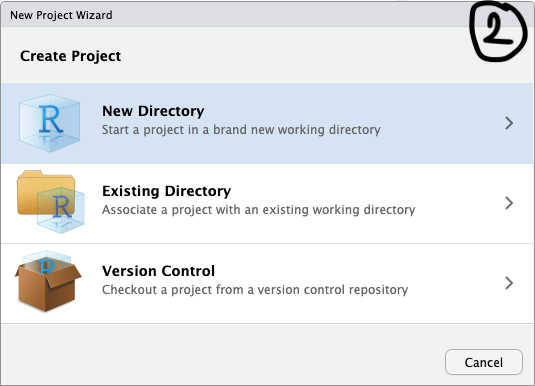 New Project Wizard
2
Create Project
R
New Directory
Start a project in a brand new working directory
R
Existing Directory
Associate a project with an existing working directory
R
Version Control
Checkout a project from a version control repository
Cancel